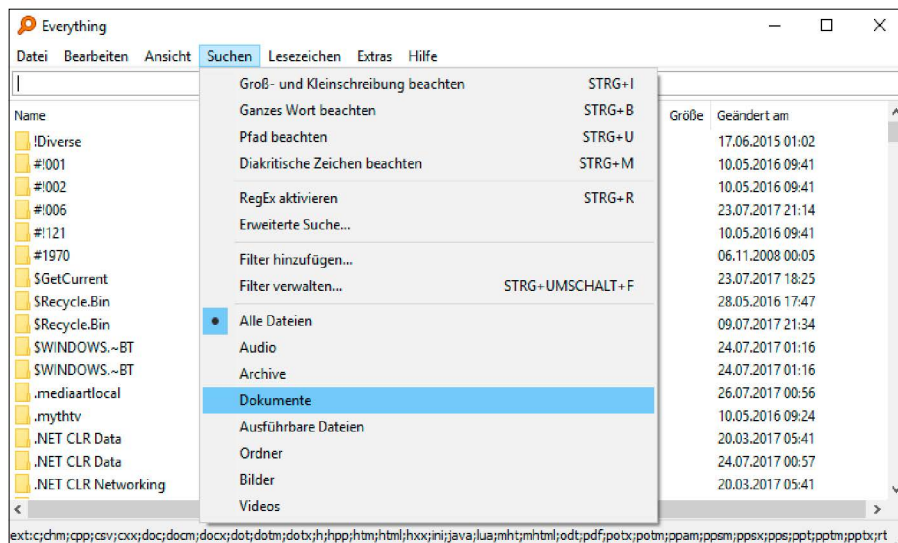 Everything
Datei Bearbeiten Ansicht Suchen Lesezeichen Extras Hilfe
Groß- und Kleinschreibung beachten STRG+I
Ganzes Wort beachten STRG+B
Pfad beachten STRG+U
Diakritische Zeichen beachten STRG+M
RegEx aktivieren STRG+R
Erweiterte Suche...
Filter hinzufügen...
Filter verwalten... STRG+UMSCHALT+F
Alle Dateien
Audio
Archive
Dokumente
Ausführbare Dateien
Ordner
Bilder
Videos
Name Größe Geändert am
!Diverse 17.06.2015 01:02
#!001 10.05.2016 09:41
#!002 10.05.2016 09:41
#!006 23.07.2017 21:14
#!121 10.05.2016 09:41
#1970 06.11.2008 00:05
$GetCurrent 23.07.2017 18:25
$Recycle.Bin 28.05.2016 17:47
$Recycle.Bin 09.07.2017 21:34
$WINDOWS.~BT 24.07.2017 01:16
$WINDOWS.~BT 24.07.2017 01:16
.mediaartlocal 26.07.2017 00:56
.mythtv 10.05.2016 09:24
.NET CLR Data 20.03.2017 05:41
.NET CLR Data 24.07.2017 00:57
.NET CLR Networking 20.03.2017 05:41
ext:c;chm;cpp;csv;cxx;doc;docm;docx;dot;dotm;dotx;h;hpp;htm;html;hxx;ini;java;lua;mht;mhtml;odt;pdf;potx;potm;ppam;ppsm;ppsx;pps;ppt;pptm;pptx;rt